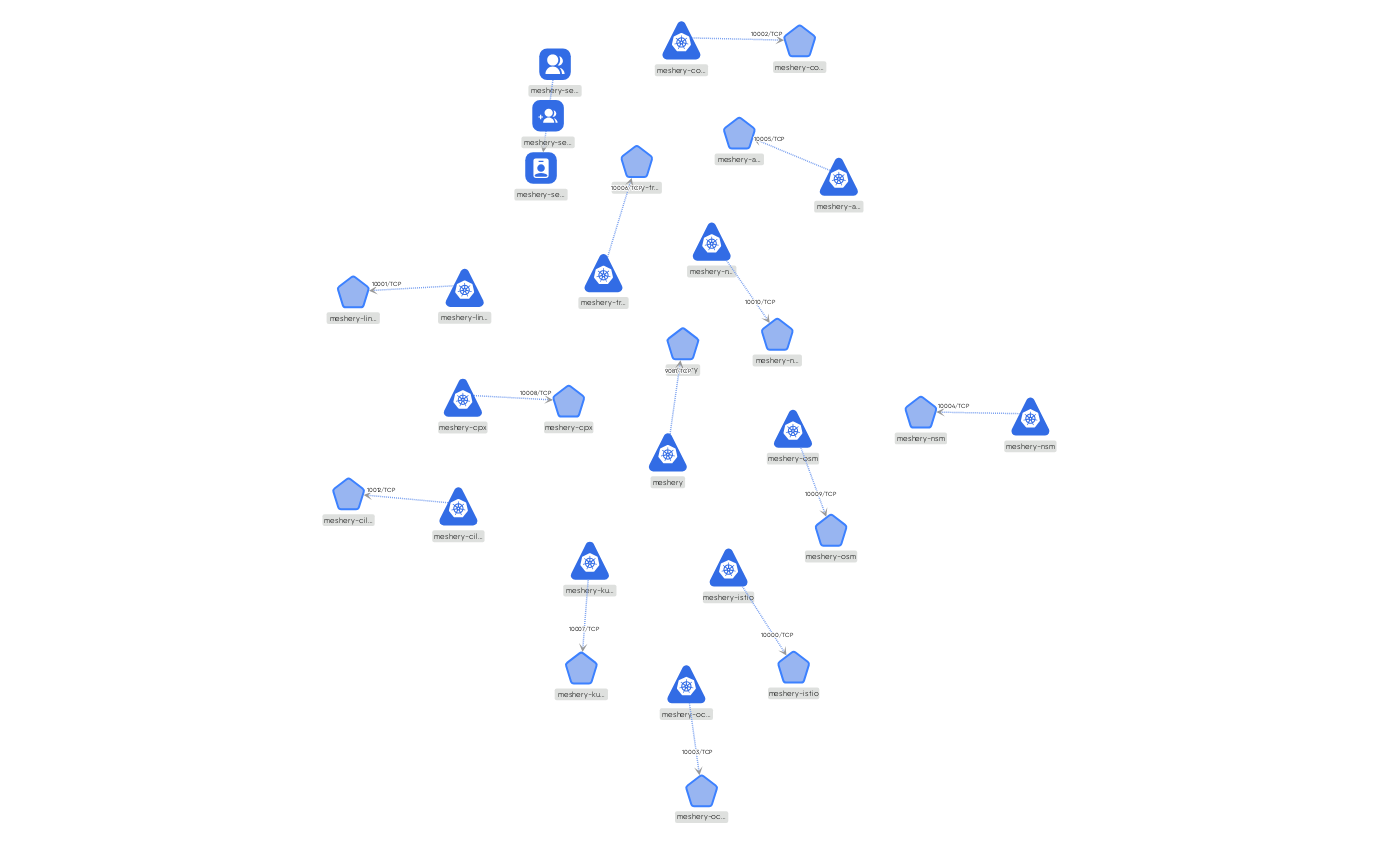 10002/TCP
meshery-co...
meshery-co...
meshery-se...
meshery-se...
meshery-se...
10005/TCP
meshery-a...
meshery-a...
10006/TCP
y-tr...
meshery-tr...
meshery-n...
10010/TCP
meshery-n...
10001/TCP
meshery-lin...
meshery-lin...
9081/TCP
meshery
10008/TCP
meshery-cpx
meshery-cpx
10004/TCP
meshery-nsm
meshery-nsm
meshery-osm
10009/TCP
meshery-osm
10012/TCP
meshery-cil...
meshery-cil...
meshery-ku...
10007/TCP
meshery-ku...
meshery-istio
10000/TCP
meshery-istio
meshery-oc...
10003/TCP
meshery-oc...